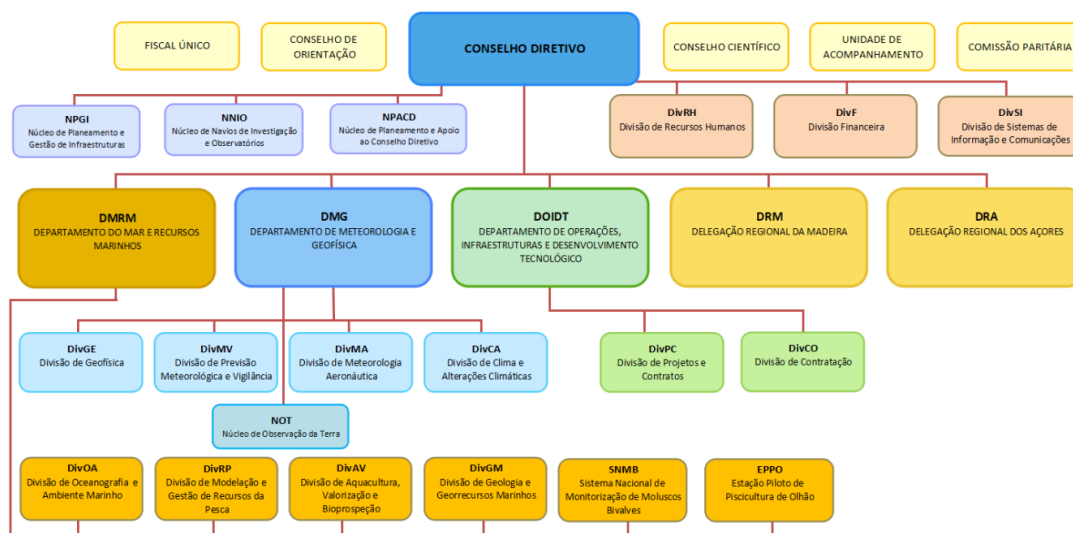 FISCAL ÚNICO
CONSELHO DE
ORIENTAÇÃO
CONSELHO DIRETIVO
CONSELHO CIENTÍFICO
UNIDADE DE
ACOMPANHAMENTO
COMISSÃO PARITÁRIA
NPGI
Núcleo de Planeamento e
Gestão de Infraestruturas
NNIO
Núcleo de Navios de Investigação
e Observatórios
NPACD
Núcleo de Planeamento e Apoio
ao Conselho Diretivo
DivRH
Divisão de Recursos Humanos
DivF
Divisão Financeira
DivSI
Divisão de Sistemas de
Informação e Comunicações
DMRM
DEPARTAMENTO DO MAR E RECURSOS
MARINHOS
DMG
DEPARTAMENTO DE METEOROLOGIA E
GEOFÍSICA
DOIDT
DEPARTAMENTO DE OPERAÇÕES,
INFRAESTRUTURAS E DESENVOLVIMENTO
TECNOLÓGICO
DRM
DELEGAÇÃO REGIONAL DA MADEIRA
DRA
DELEGAÇÃO REGIONAL DOS AÇORES
DivGE
Divisão de Geofísica
DivMV
Divisão de Previsão
Meteorológica e Vigilância
DivMA
Divisão de Meteorologia
Aeronáutica
DivCA
Divisão de Clima e
Alterações Climáticas
DivPC
Divisão de Projetos e
Contratos
DivCO
Divisão de Contratação
NOT
Núcleo de Observação da Terra
DivOA
Divisão de Oceanografia e
Ambiente Marinho
DivRP
Divisão de Modelação e
Gestão de Recursos da
Pesca
DivAV
Divisão de Aquacultura,
Valorização e
Bioprospeção
DivGM
Divisão de Geologia e
Georrecursos Marinhos
SNMB
Sistema Nacional de
Monitorização de Moluscos
Bivalves
EPPO
Estação Piloto de
Piscicultura de Olhão